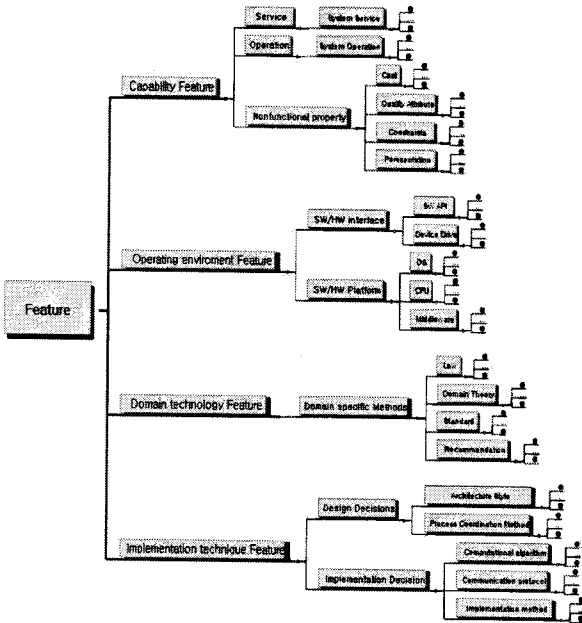 Service
System Service
Operation
System Operation
Capability Feature
Cost
Quality Attribute
Nonfunctional property
Constraints
SW/HW interface
SW API
Device Drive
Operating enviroment Feature
OS
SW/HW Platform
CPU
Middleware
Feature
Law
Domain Theory
Domain technology Feature
Domain specific Methods
Standard
Recommendation
Architecture Style
Design Decisions
Process Coordination Method
Implementation technique Feature
Computational algorithm
Implementation Decision
Communication protocol
Implementation method